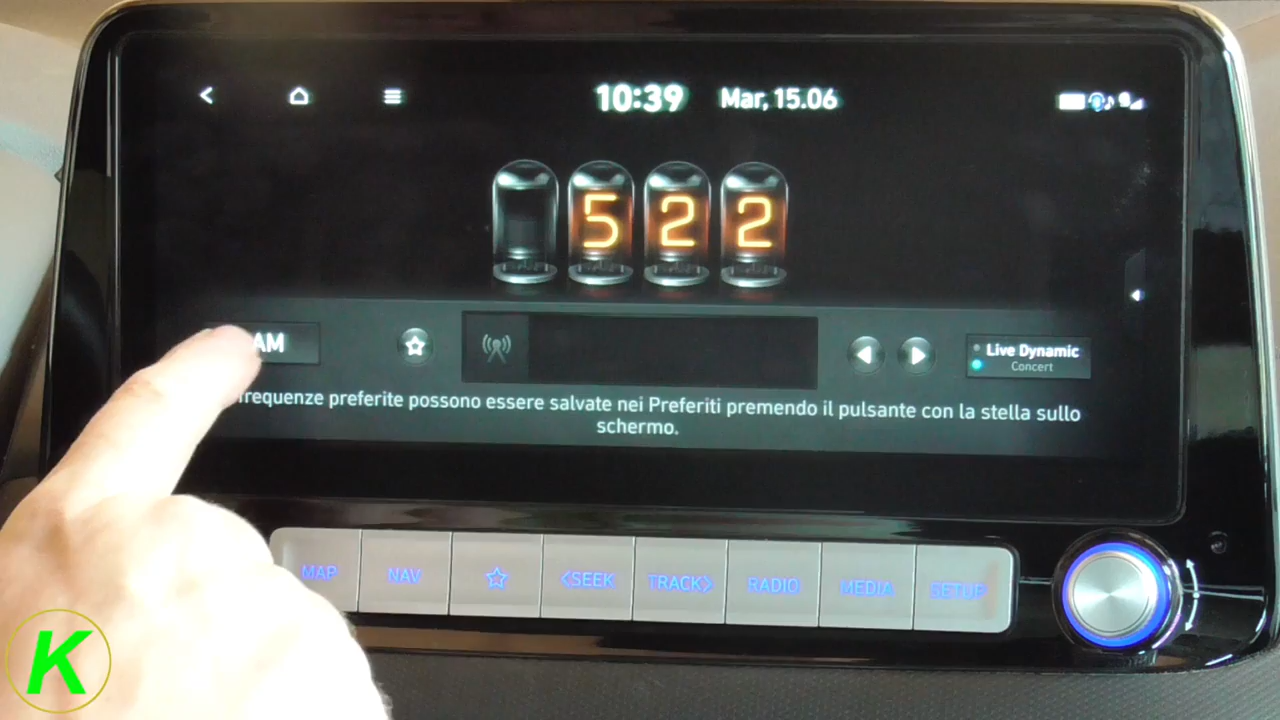 10:39 Mar, 15.06
522
AM
Live Dynamic
Concert
frequenze preferite possono essere salvate nei Preferiti premendo il pulsante con la stella sullo
schermo.
MAP NAV <SEEK TRACK> RADIO MEDIA SETUP
K